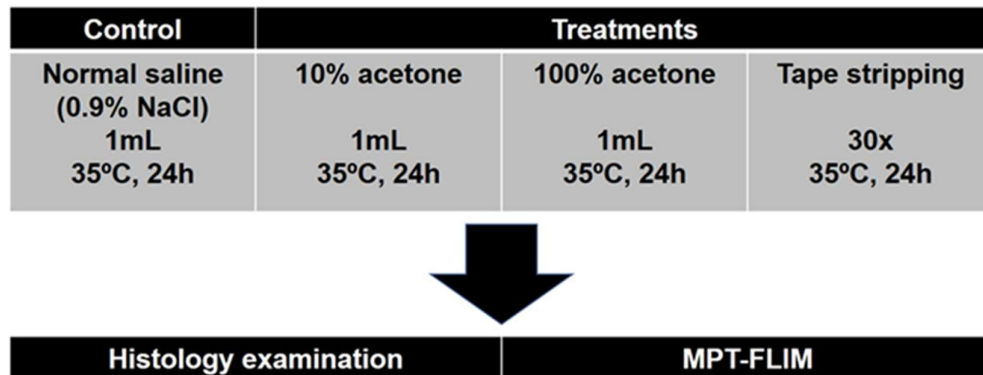 Control Treatments
Normal saline 10% acetone 100% acetone Tape stripping
(0.9% NaCl)
1mL 1mL 1mL 30x
35ºC, 24h 35ºC, 24h 35ºC, 24h 35ºC, 24h
Histology examination MPT-FLIM